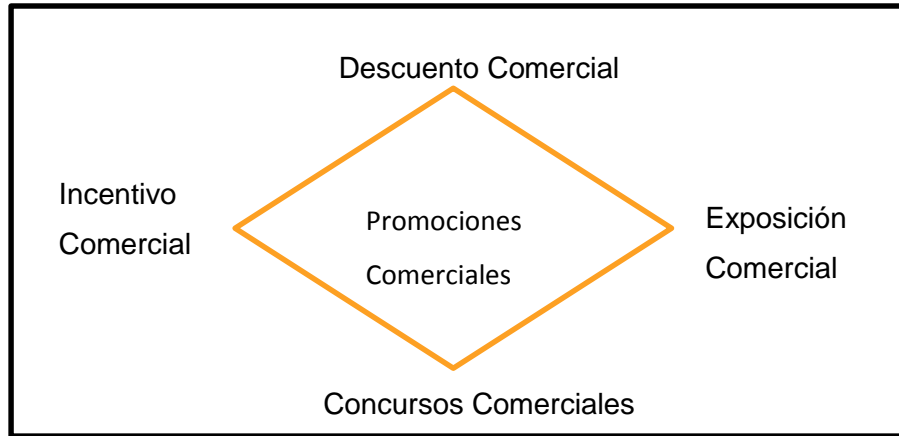 Descuento Comercial
Incentivo
Comercial
Promociones
Comerciales
Exposición
Comercial
Concursos Comerciales